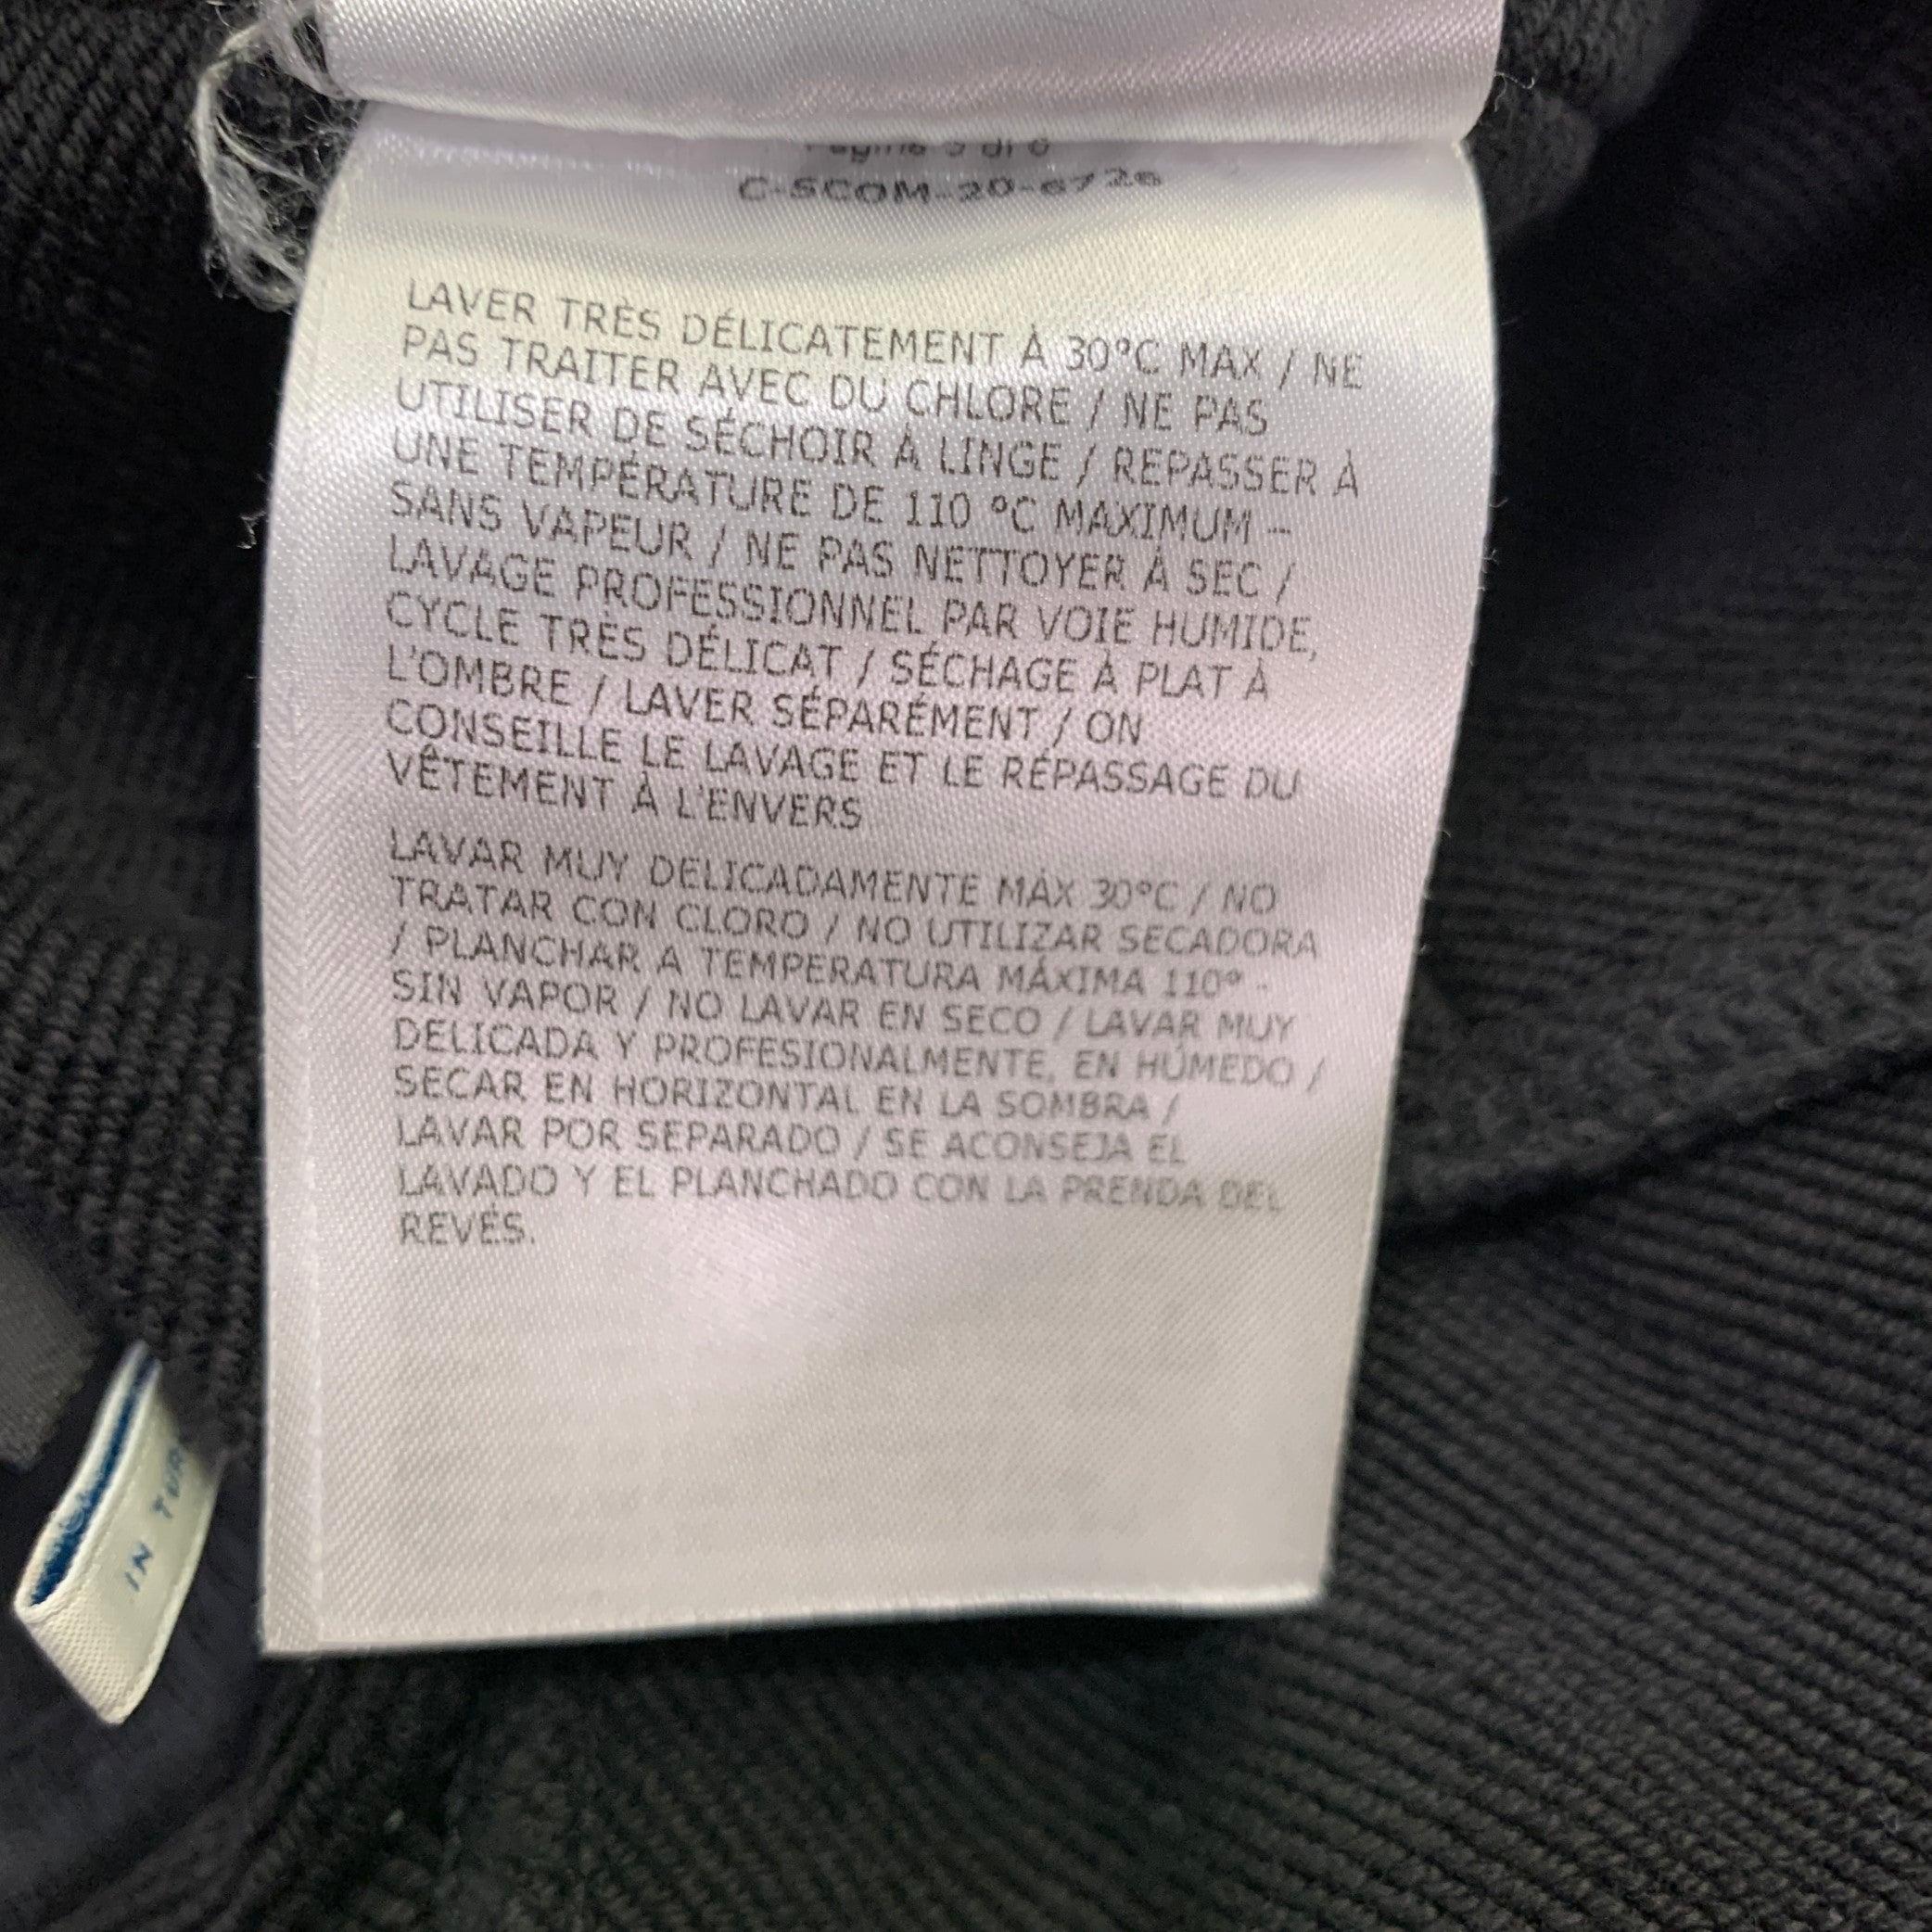 di 6
C-SCOM-20-6726
LAVER TRÈS DÉLICATEMENT À 30°C MAX / NE
PAS TRAITER AVEC DU CHLORE / NE PAS
UTILISER DE SÉCHOIR À LINGE / REPASSER À
UNE TEMPÉRATURE DE 110 °C MAXIMUM –
SANS VAPEUR / NE PAS NETTOYER À SEC /
LAVAGE PROFESSIONNEL PAR VOIE HUMIDE,
CYCLE TRÈS DÉLICAT / SÉCHAGE À PLAT À
L'OMBRE / LAVER SÉPARÉMENT / ON
CONSEILLE LE LAVAGE ET LE RÉPASSAGE DU
VÊTEMENT À L'ENVERS
LAVAR MUY DELICADAMENTE MÁX 30°C / NO
TRATAR CON CLORO / NO UTILIZAR SECADORA
/ PLANCHAR A TEMPERATURA MÁXIMA 110° -
SIN VAPOR / NO LAVAR EN SECO / LAVAR MUY
DELICADA Y PROFESIONALMENTE, EN HÚMEDO /
SECAR EN HORIZONTAL EN LA SOMBRA /
LAVAR POR SEPARADO / SE ACONSEJA EL
LAVADO Y EL PLANCHADO CON LA PRENDA DEL
REVÉS.
IN TUR